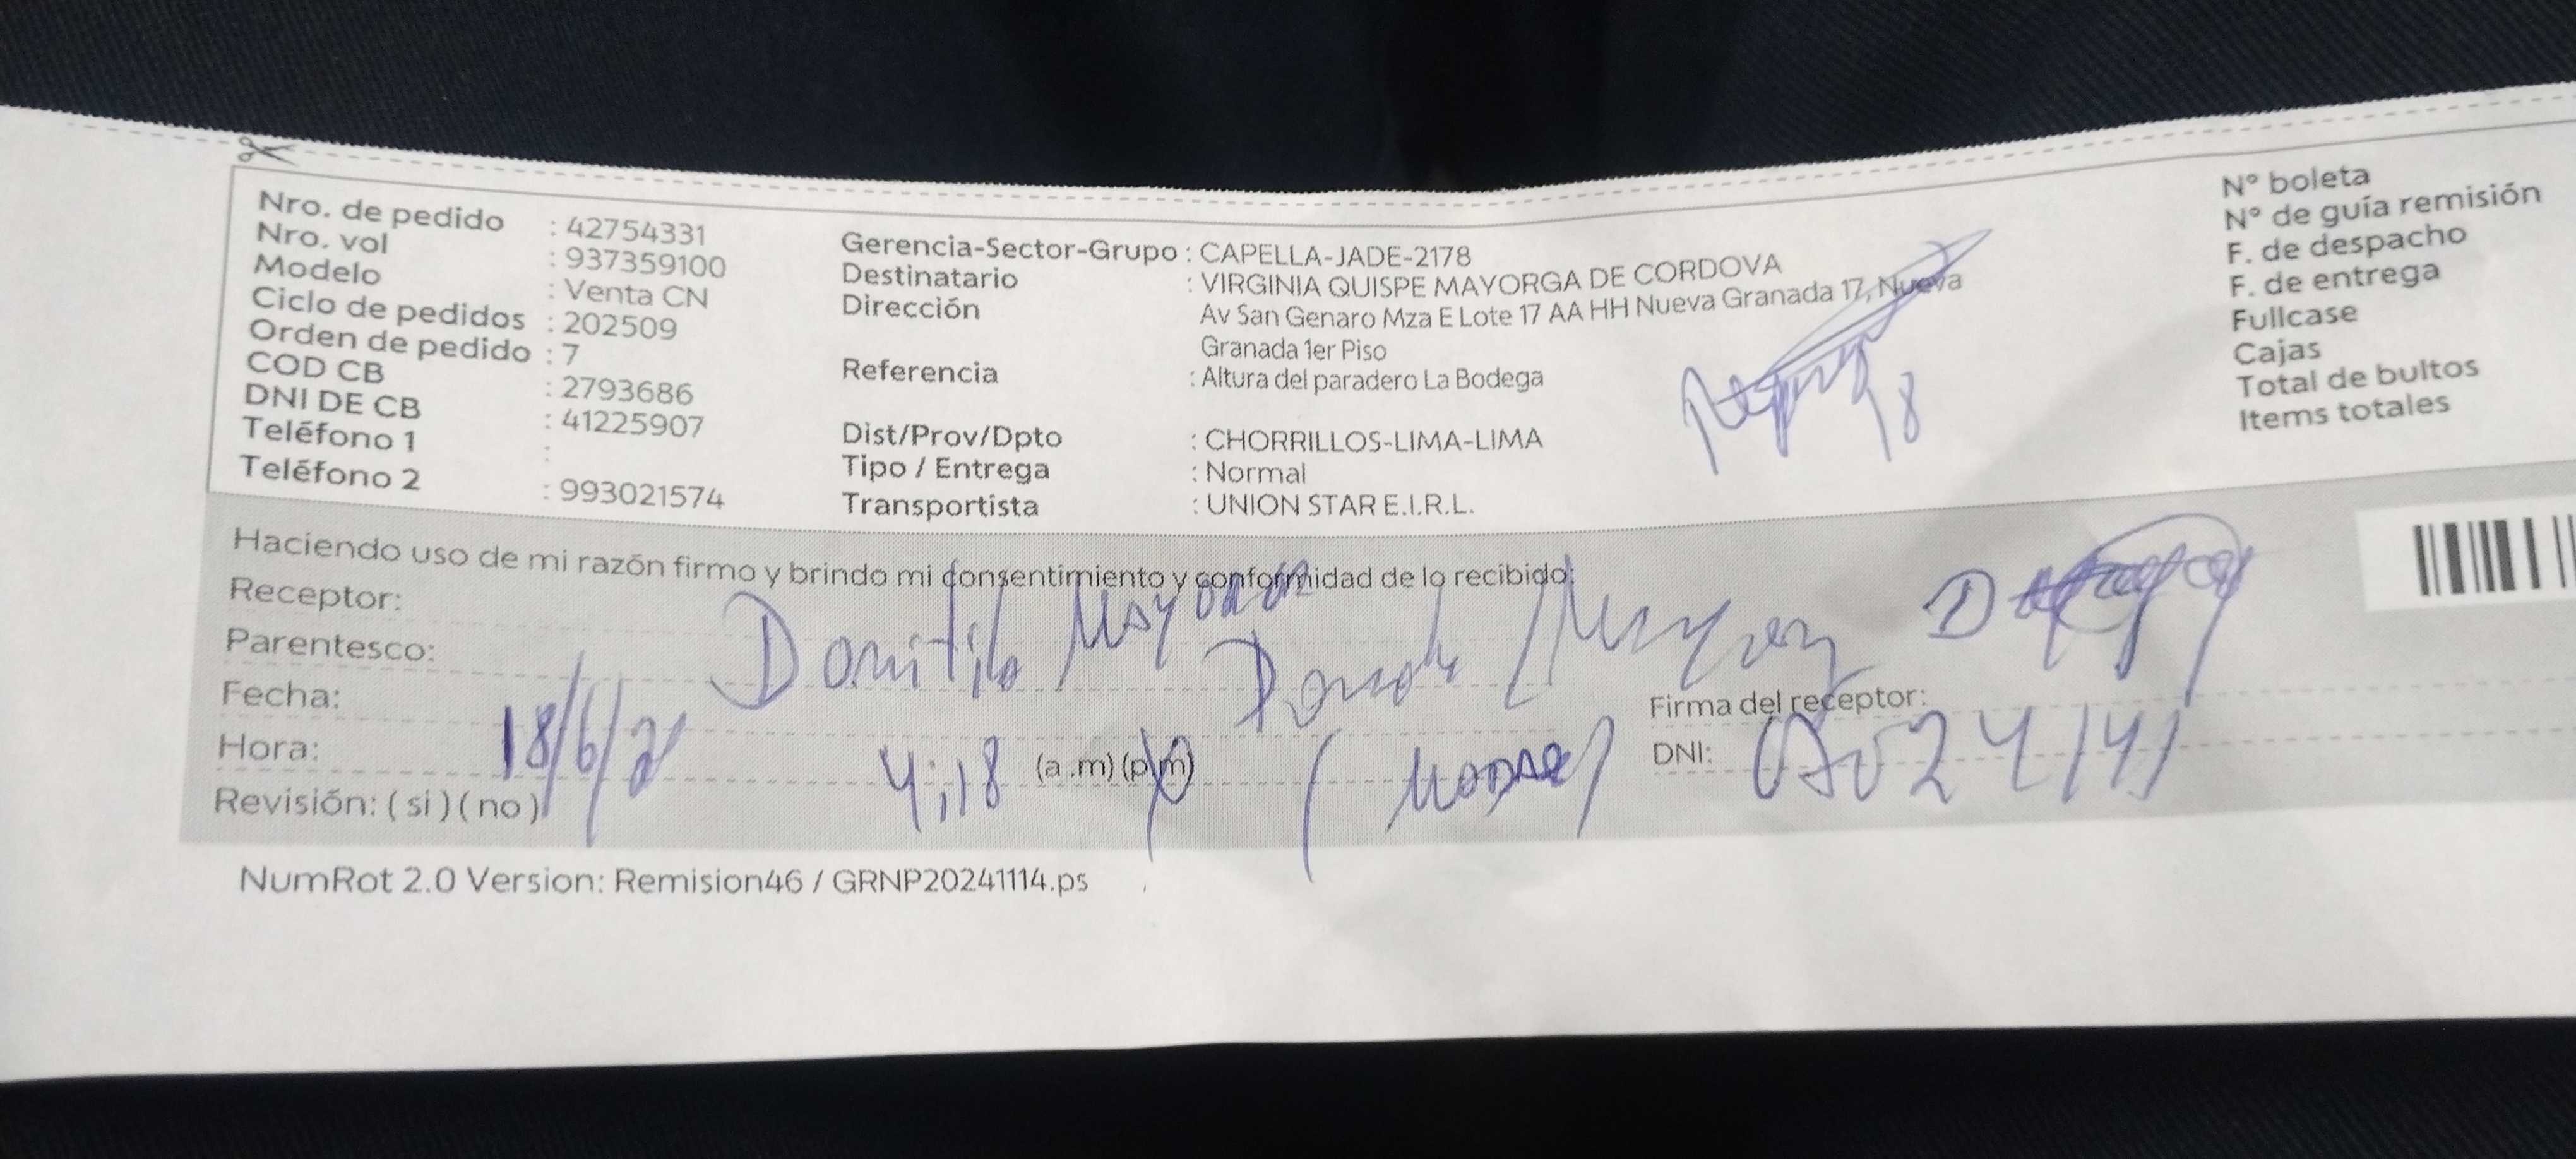 Nro. de pedido : 42754331
Nro. vol : 937359100
Modelo : Venta CN
Ciclo de pedidos : 202509
Orden de pedido : 7
COD CB : 2793686
DNI DE CB : 41225907
Teléfono 1 :
Teléfono 2 : 993021574
Gerencia-Sector-Grupo : CAPELLA-JADE-2178
Destinatario : VIRGINIA QUISPE MAYORGA DE CORDOVA
Dirección : Av San Genaro Mza E Lote 17 AA HH Nueva Granada 17, Nueva
Granada 1er Piso
Referencia : Altura del paradero La Bodega
Dist/Prov/Dpto : CHORRILLOS-LIMA-LIMA
Tipo / Entrega : Normal
Transportista : UNION STAR E.I.R.L.
N° boleta
N° de guía remisión
F. de despacho
F. de entrega
Fullcase
Cajas
Total de bultos
Items totales
Haciendo uso de mi razón firmo y brindo mi consentimiento y conformidad de lo recibido:
Receptor: Domitila Mayorga
Parentesco:
Fecha: 18/6/2
Firma del receptor:
Hora: 4:18 (a.m) (p.m)
DNI:
Revisión: ( si ) ( no )
NumRot 2.0 Version: Remision46 / GRNP20241114.ps